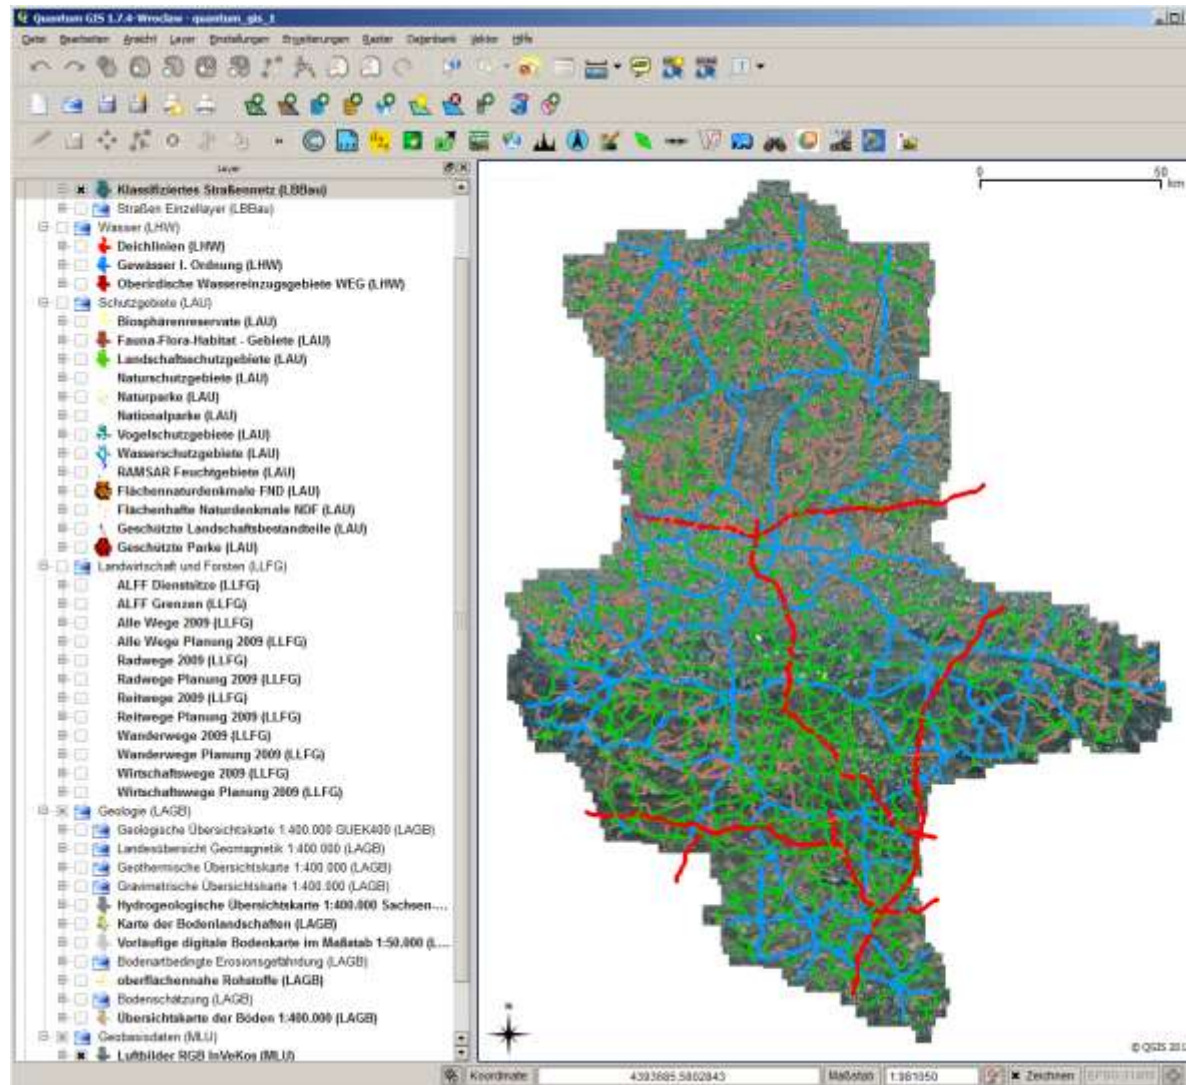 Quantum GIS 1.7.4-Wroclaw - quantum_gis_1
Datei Bearbeiten Ansicht Layer Einstellungen Erweiterungen Raster Datenbank Vektor Hilfe
Layer
Klassifiziertes Straßennetz (LBBau)
Straßen Einzellayer (LBBau)
Wasser (LHW)
Deichlinien (LHW)
Gewässer I. Ordnung (LHW)
Oberirdische Wassereinzugsgebiete WEG (LHW)
Schutzgebiete (LAU)
Biosphärenreservate (LAU)
Fauna-Flora-Habitat - Gebiete (LAU)
Landschaftsschutzgebiete (LAU)
Naturschutzgebiete (LAU)
Naturparke (LAU)
Nationalparke (LAU)
Vogelschutzgebiete (LAU)
Wasserschutzgebiete (LAU)
RAMSAR Feuchtgebiete (LAU)
Flächennaturdenkmale FND (LAU)
Flächenhafte Naturdenkmale NDF (LAU)
Geschützte Landschaftsbestandteile (LAU)
Geschützte Parke (LAU)
Landwirtschaft und Forsten (LLFG)
ALFF Dienstsitze (LLFG)
ALFF Grenzen (LLFG)
Alle Wege 2009 (LLFG)
Alle Wege Planung 2009 (LLFG)
Radwege 2009 (LLFG)
Radwege Planung 2009 (LLFG)
Reitwege 2009 (LLFG)
Reitwege Planung 2009 (LLFG)
Wanderwege 2009 (LLFG)
Wanderwege Planung 2009 (LLFG)
Wirtschaftswege 2009 (LLFG)
Wirtschaftswege Planung 2009 (LLFG)
Geologie (LAGB)
Geologische Übersichtskarte 1:400.000 GUEK400 (LAGB)
Landesübersicht Geomagnetik 1:400.000 (LAGB)
Geothermische Übersichtskarte 1:400.000 (LAGB)
Gravimetrische Übersichtskarte 1:400.000 (LAGB)
Hydrogeologische Übersichtskarte 1:400.000 Sachsen-...
Karte der Bodenlandschaften (LAGB)
Vorläufige digitale Bodenkarte im Maßstab 1:50.000 (L...
Bodenartbedingte Erosionsgefährdung (LAGB)
oberflächennahe Rohstoffe (LAGB)
Bodenschätzung (LAGB)
Übersichtskarte der Böden 1:400.000 (LAGB)
Geobasisdaten (MLU)
Luftbilder RGB InVeKos (MLU)
0 50
km
N
© QGIS 201
Koordinate: 4393885,5802843 Maßstab 1:981050 Zeichnen